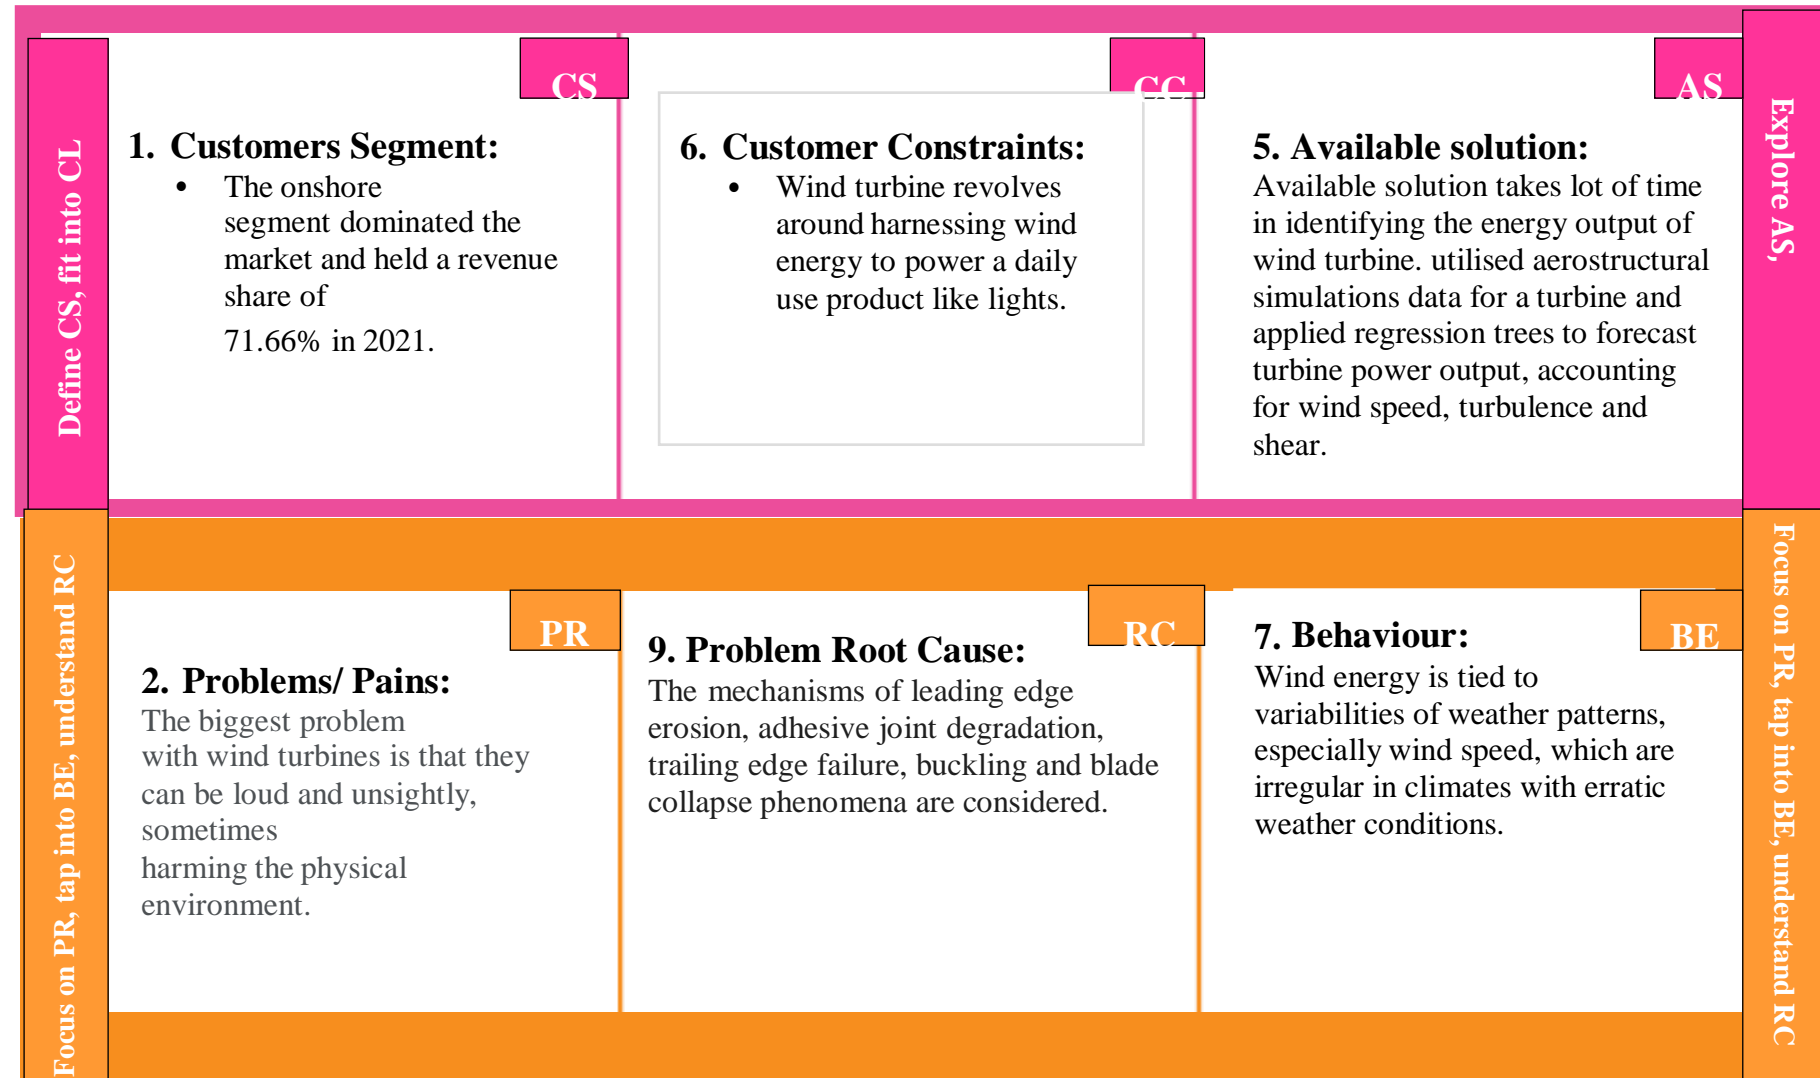 Define CS, fit into CL
CS
1. Customers Segment:
• The onshore
segment dominated the
market and held a revenue
share of
71.66% in 2021.
CC
6. Customer Constraints:
• Wind turbine revolves
around harnessing wind
energy to power a daily
use product like lights.
AS
5. Available solution:
Available solution takes lot of time
in identifying the energy output of
wind turbine. utilised aerostructural
simulations data for a turbine and
applied regression trees to forecast
turbine power output, accounting
for wind speed, turbulence and
shear.
Explore AS,
Focus on PR, tap into BE, understand RC
PR
2. Problems/ Pains:
The biggest problem
with wind turbines is that they
can be loud and unsightly,
sometimes
harming the physical
environment.
RC
9. Problem Root Cause:
The mechanisms of leading edge
erosion, adhesive joint degradation,
trailing edge failure, buckling and blade
collapse phenomena are considered.
BE
7. Behaviour:
Wind energy is tied to
variabilities of weather patterns,
especially wind speed, which are
irregular in climates with erratic
weather conditions.
Focus on PR, tap into BE, understand RC